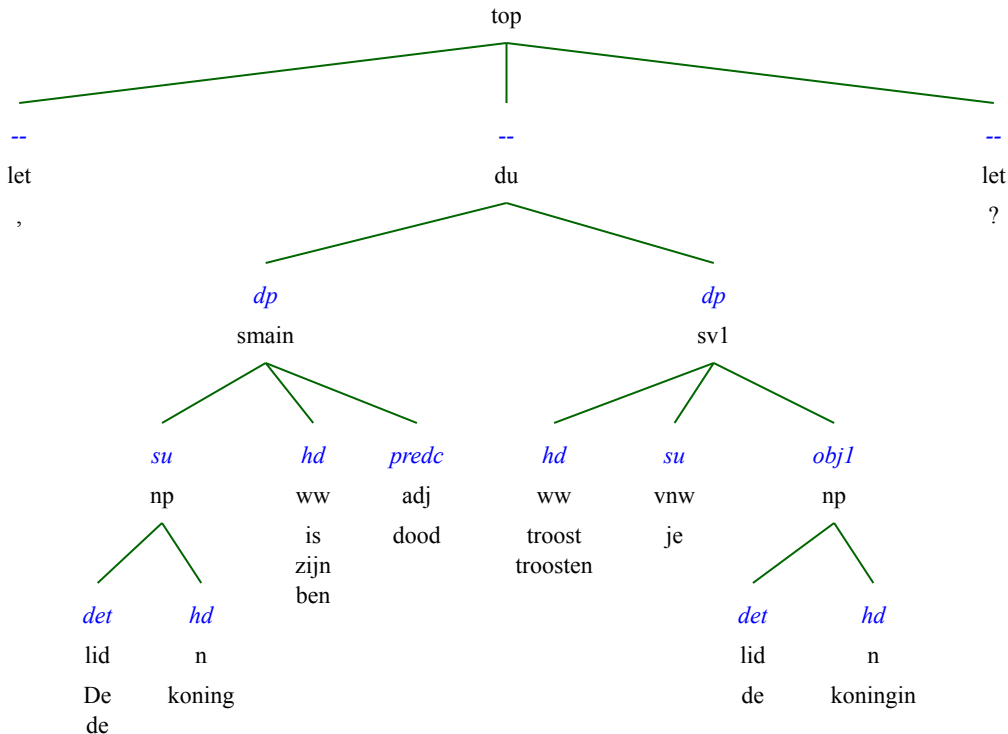 top
-- -- --
let du let
, ?
dp dp
smain sv1
su hd predc hd su obj1
np ww adj ww vnw np
is dood troost je
zijn troosten
ben
det hd det hd
lid n lid n
De koning de koningin
de